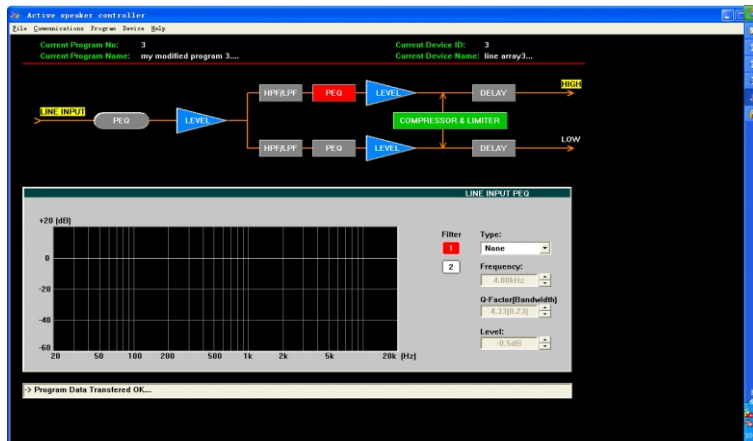 Active speaker controller
File Communications Program Device Help
Current Program No: 3 Current Device ID: 3
Current Program Name: my modified program 3.... Current Device Name: line array3...
HIGH
HPF/LPF PEQ LEVEL DELAY
LINE INPUT
PEQ LEVEL COMPRESSOR & LIMITER
LOW
HPF/LPF PEQ LEVEL DELAY
LINE INPUT PEQ
+20 (dB)
Filter Type:
1 None
0
2 Frequency:
4.00kHz
-20
Q-Factor(Bandwidth)
4.33(0.23)
-40
Level:
-0.5dB
-60
20 50 100 200 500 1k 2k 5k 20k (Hz)
-> Program Data Transfered OK...